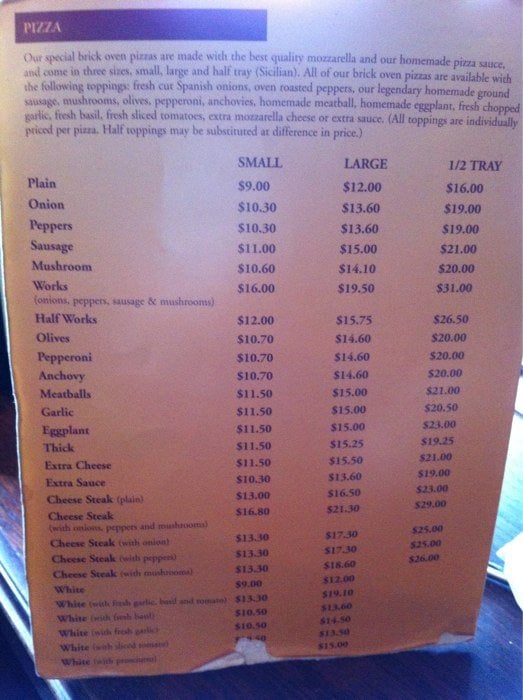 PIZZA
Our special brick oven pizzas are made with the best quality mozzarella and our homemade pizza sauce,
and come in three sizes, small, large and half tray (Sicilian). All of our brick oven pizzas are available with
the following toppings: fresh cut Spanish onions, oven roasted peppers, our legendary homemade ground
sausage, mushrooms, olives, pepperoni, anchovies, homemade meatball, homemade eggplant, fresh chopped
garlic, fresh basil, fresh sliced tomatoes, extra mozzarella cheese or extra sauce. (All toppings are individually
priced per pizza. Half toppings may be substituted at difference in price.)
SMALL LARGE 1/2 TRAY
Plain $9.00 $12.00 $16.00
Onion $10.30 $13.60 $19.00
Peppers $10.30 $13.60 $19.00
Sausage $11.00 $15.00 $21.00
Mushroom $10.60 $14.10 $20.00
Works $16.00 $19.50 $31.00
(onions, peppers, sausage & mushrooms)
Half Works $12.00 $15.75 $26.50
Olives $10.70 $14.60 $20.00
Pepperoni $10.70 $14.60 $20.00
Anchovy $10.70 $14.60 $20.00
Meatballs $11.50 $15.00 $21.00
Garlic $11.50 $15.00 $20.50
Eggplant $11.50 $15.00 $23.00
Thick $11.50 $15.25 $19.25
Extra Cheese $11.50 $15.50 $21.00
Extra Sauce $10.30 $13.60 $19.00
Cheese Steak (plain) $13.00 $16.50 $23.00
Cheese Steak $16.80 $21.30 $29.00
(with onions, peppers and mushrooms)
Cheese Steak (with onion) $13.30 $17.30 $25.00
Cheese Steak (with peppers) $13.30 $17.30 $25.00
Cheese Steak (with mushrooms) $13.30 $18.60 $26.00
White $9.00 $12.00
White (with fresh garlic, basil and tomato) $13.30 $19.10
White (with fresh basil) $10.50 $13.60
White (with fresh garlic) $10.50 $14.50
White (with sliced tomato) $13.50
White (with prosciutto) $15.00